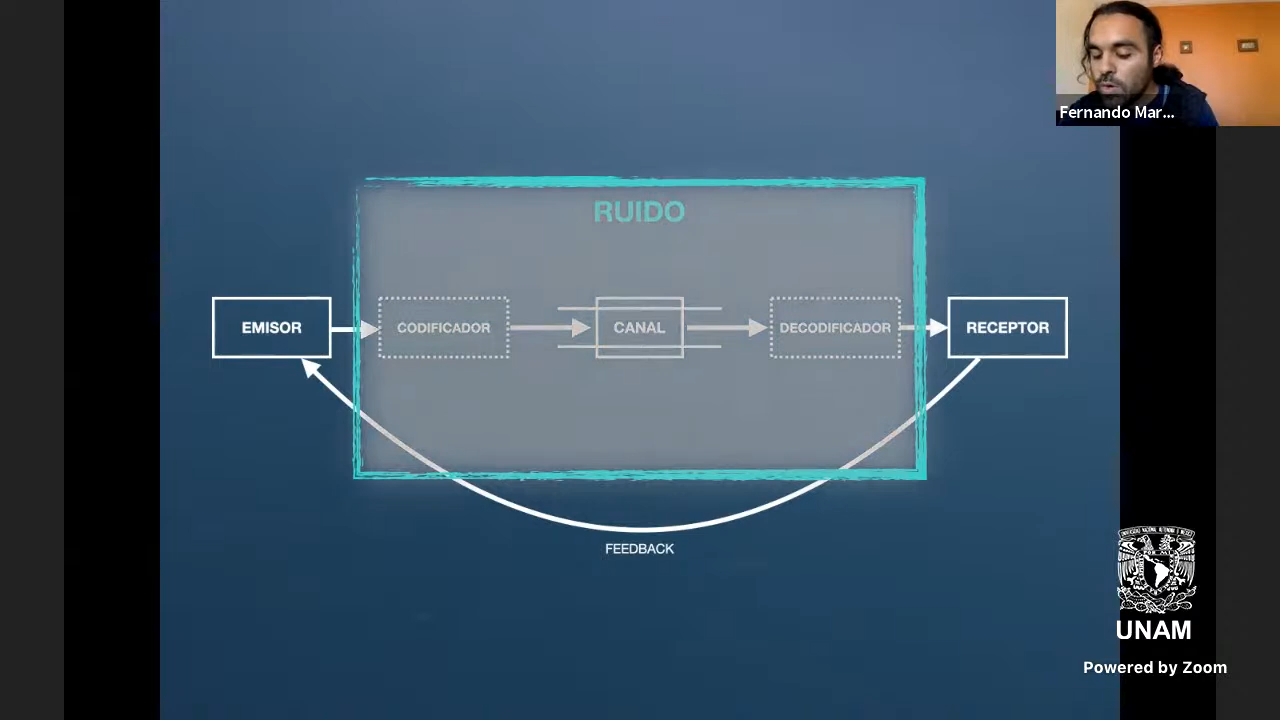 Fernando Mar...
RUIDO
EMISOR
CODIFICADOR
CANAL
DECODIFICADOR
RECEPTOR
FEEDBACK
UNAM
Powered by Zoom